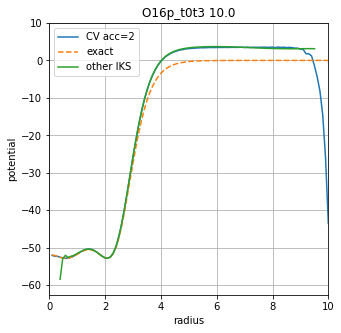 O16p_t0t3 10.0
CV acc=2
exact
other IKS
10
0
−10
−20
−30
−40
−50
−60
potential
0
2
4
6
8
10
radius